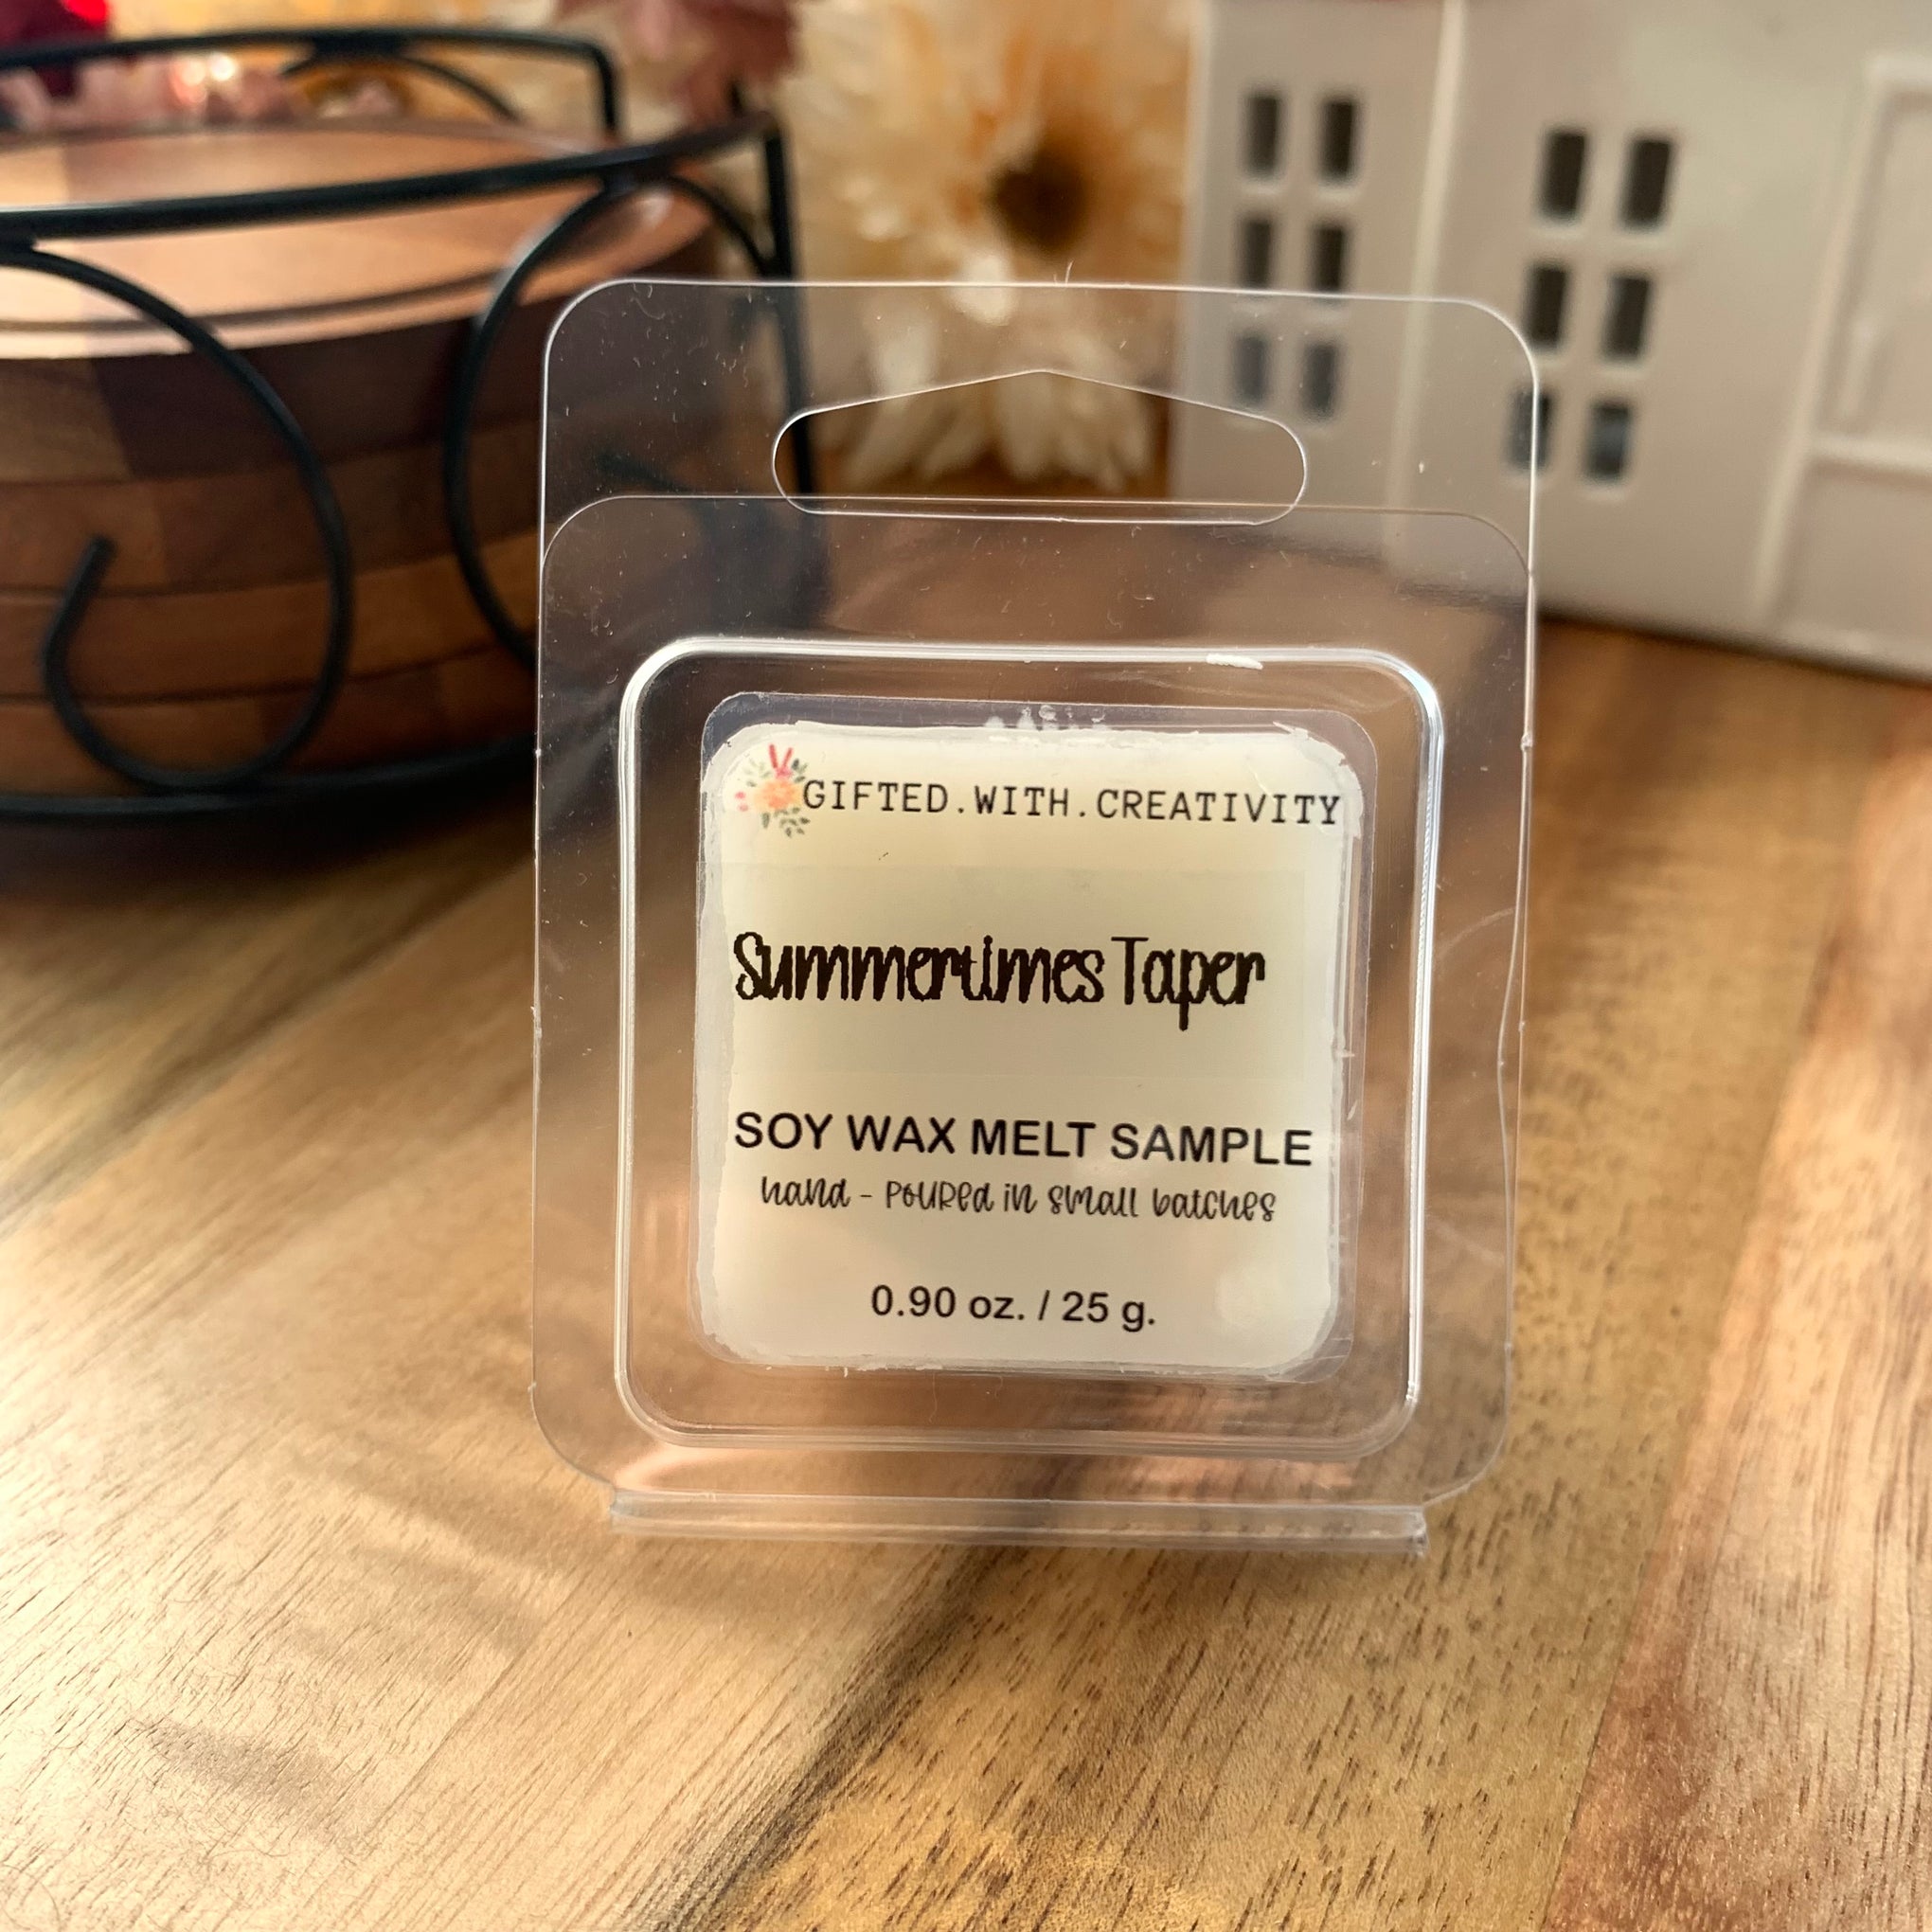 GIFTED.WITH.CREATIVITY
Summertimes Taper
SOY WAX MELT SAMPLE
hand - poured in small batches
0.90 oz. / 25 g.